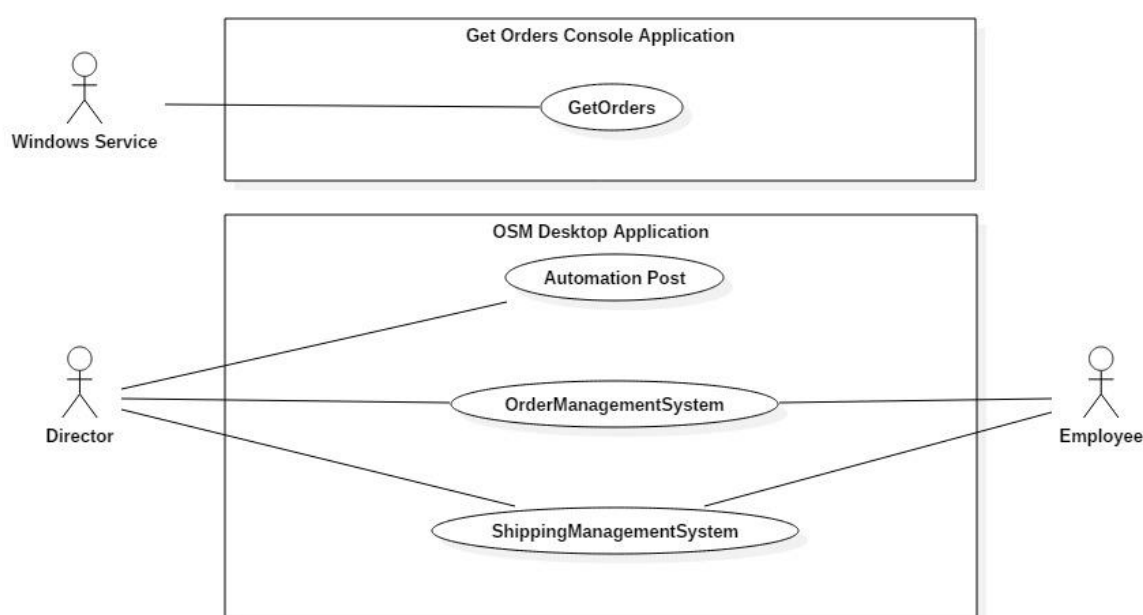 Get Orders Console Application
GetOrders
Windows Service
OSM Desktop Application
Automation Post
OrderManagementSystem
Director
Employee
ShippingManagementSystem